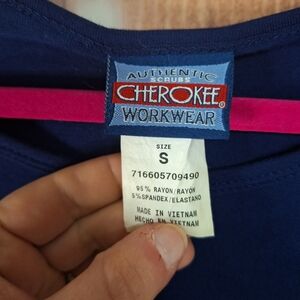 AUTHENTIC
SCRUBS
CHEROKEE®
WORKWEAR
SIZE
S
716605709490
95% RAYON/RAYON
5%SPANDEX/ELASTANO
MADE IN VIETNAM
HECHO EN VIETNAM